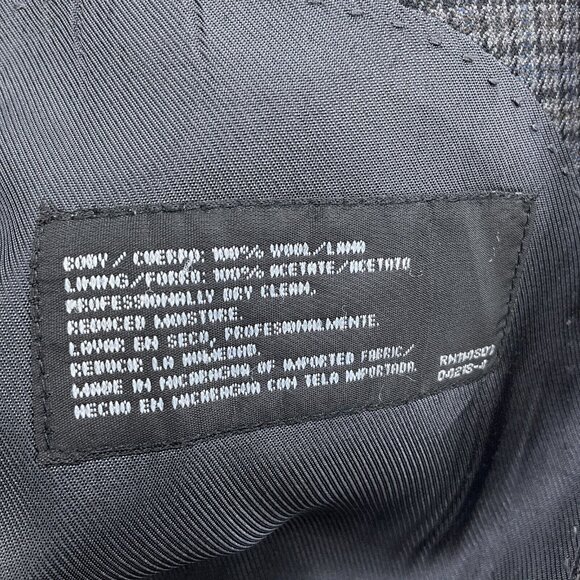 BODY / CUERPO: 100% WOOL/LANA
LINING/FORRO: 100% ACETATE/ACETATO
PROFESSIONALLY DRY CLEAN.
REDUCED MOISTURE.
LAVAR EN SECO, PROFESIONALMENTE.
REDUCIR LA HUMEDAD.
MADE IN NICARAGUA OF IMPORTED FABRIC/
HECHO EN NICARAGUA CON TELA IMPORTADA.